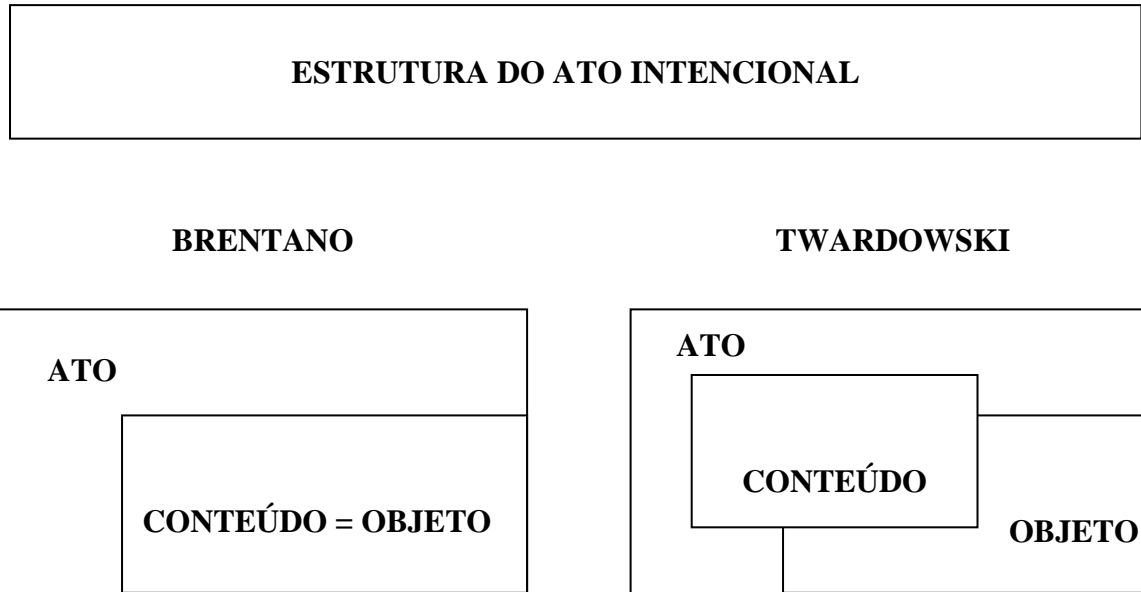 ESTRUTURA DO ATO INTENCIONAL
BRENTANO
TWARDOWSKI
ATO
CONTEÚDO = OBJETO
ATO
CONTEÚDO
OBJETO